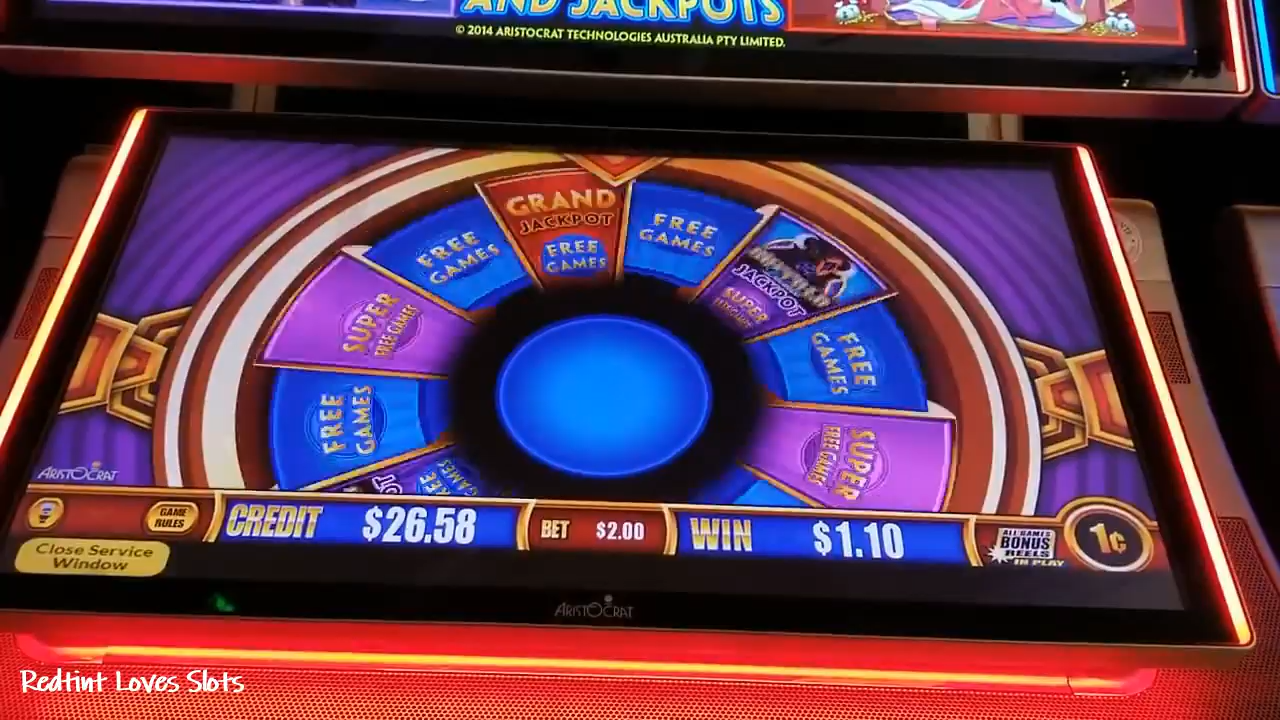 AND JACKPOTS
© 2014 ARISTOCRAT TECHNOLOGIES AUSTRALIA PTY LIMITED.
GRAND
JACKPOT
FREE
GAMES
FREE
GAMES
FREE
GAMES
JACKPOT
SUPER
SUPER
FREE GAMES
FREE
GAMES
FREE
GAMES
SUPER
FREE GAMES
ARISTOCRAT
GAME
RULES
CREDIT $26.58
BET $2.00
WIN $1.10
ALL GAMES
BONUS
REELS
IN PLAY
1¢
Close Service
Window
ARISTOCRAT
Redtint Loves Slots